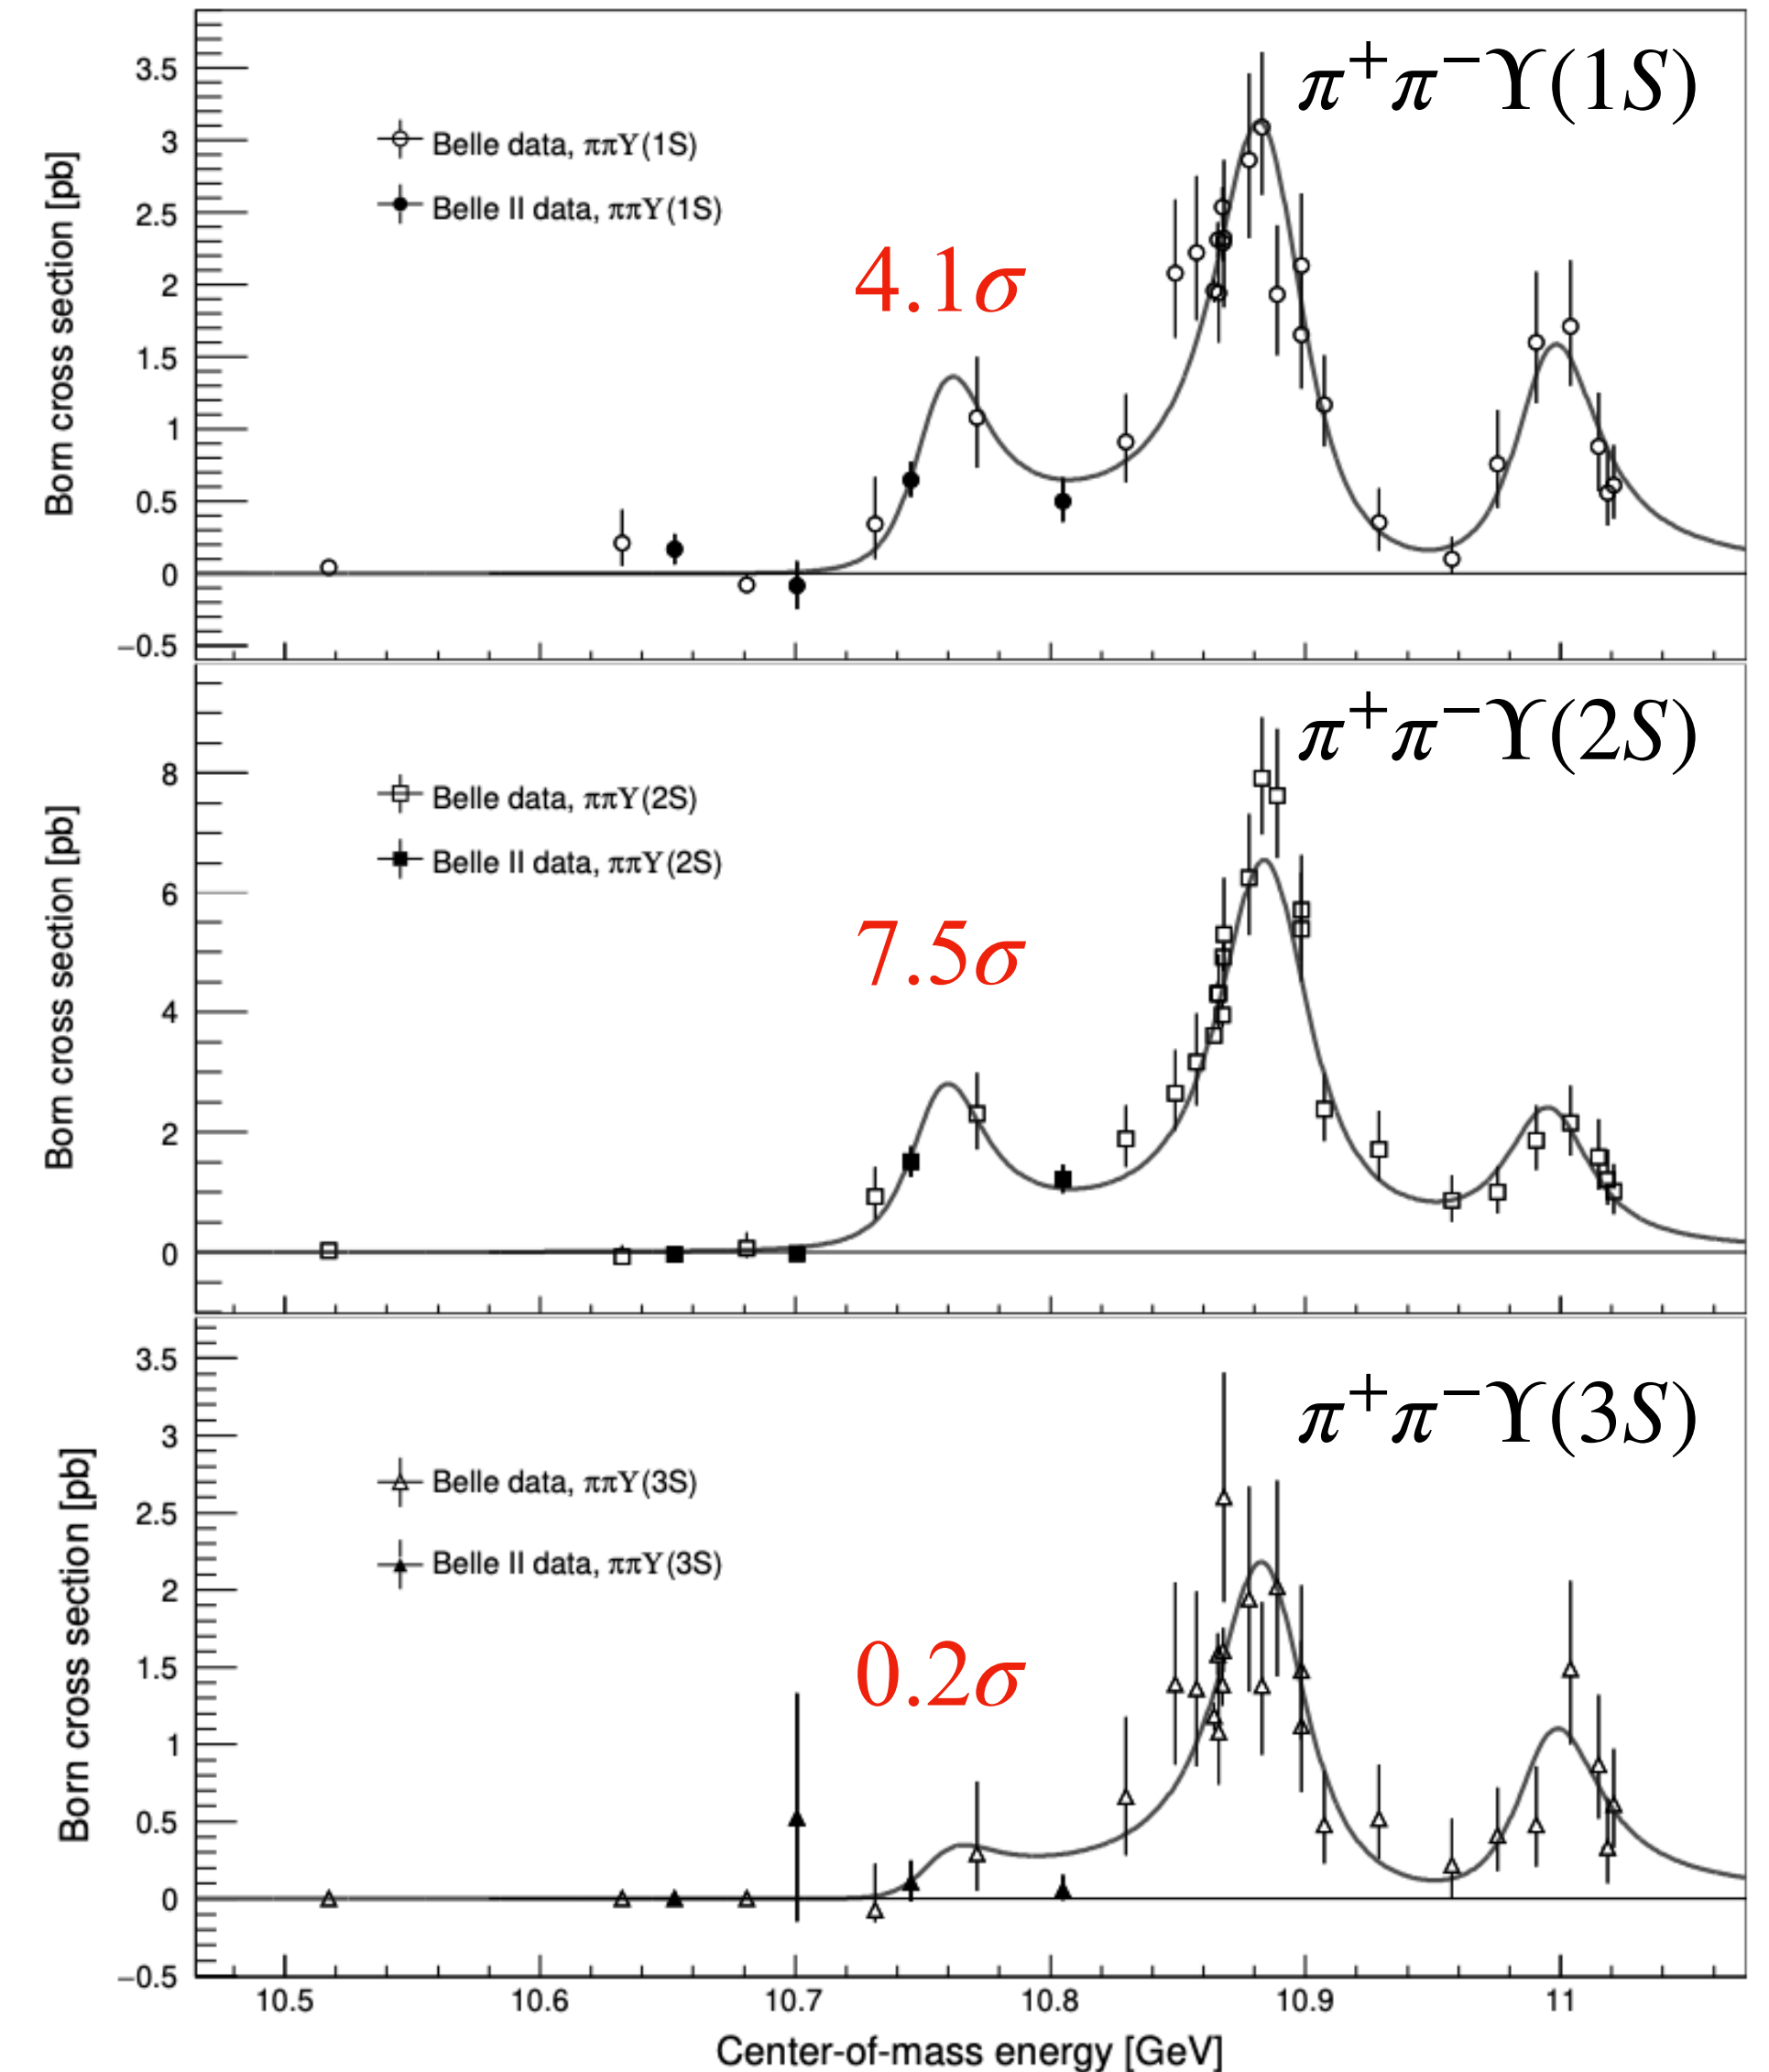 π⁺π⁻ϒ(1S)
Born cross section [pb]
3.5
3
2.5
2
1.5
1
0.5
0
−0.5
Belle data, ππϒ(1S)
Belle II data, ππϒ(1S)
4.1σ
π⁺π⁻ϒ(2S)
Born cross section [pb]
8
6
4
2
0
Belle data, ππϒ(2S)
Belle II data, ππϒ(2S)
7.5σ
π⁺π⁻ϒ(3S)
Born cross section [pb]
3.5
3
2.5
2
1.5
1
0.5
0
−0.5
Belle data, ππϒ(3S)
Belle II data, ππϒ(3S)
0.2σ
10.5 10.6 10.7 10.8 10.9 11
Center-of-mass energy [GeV]